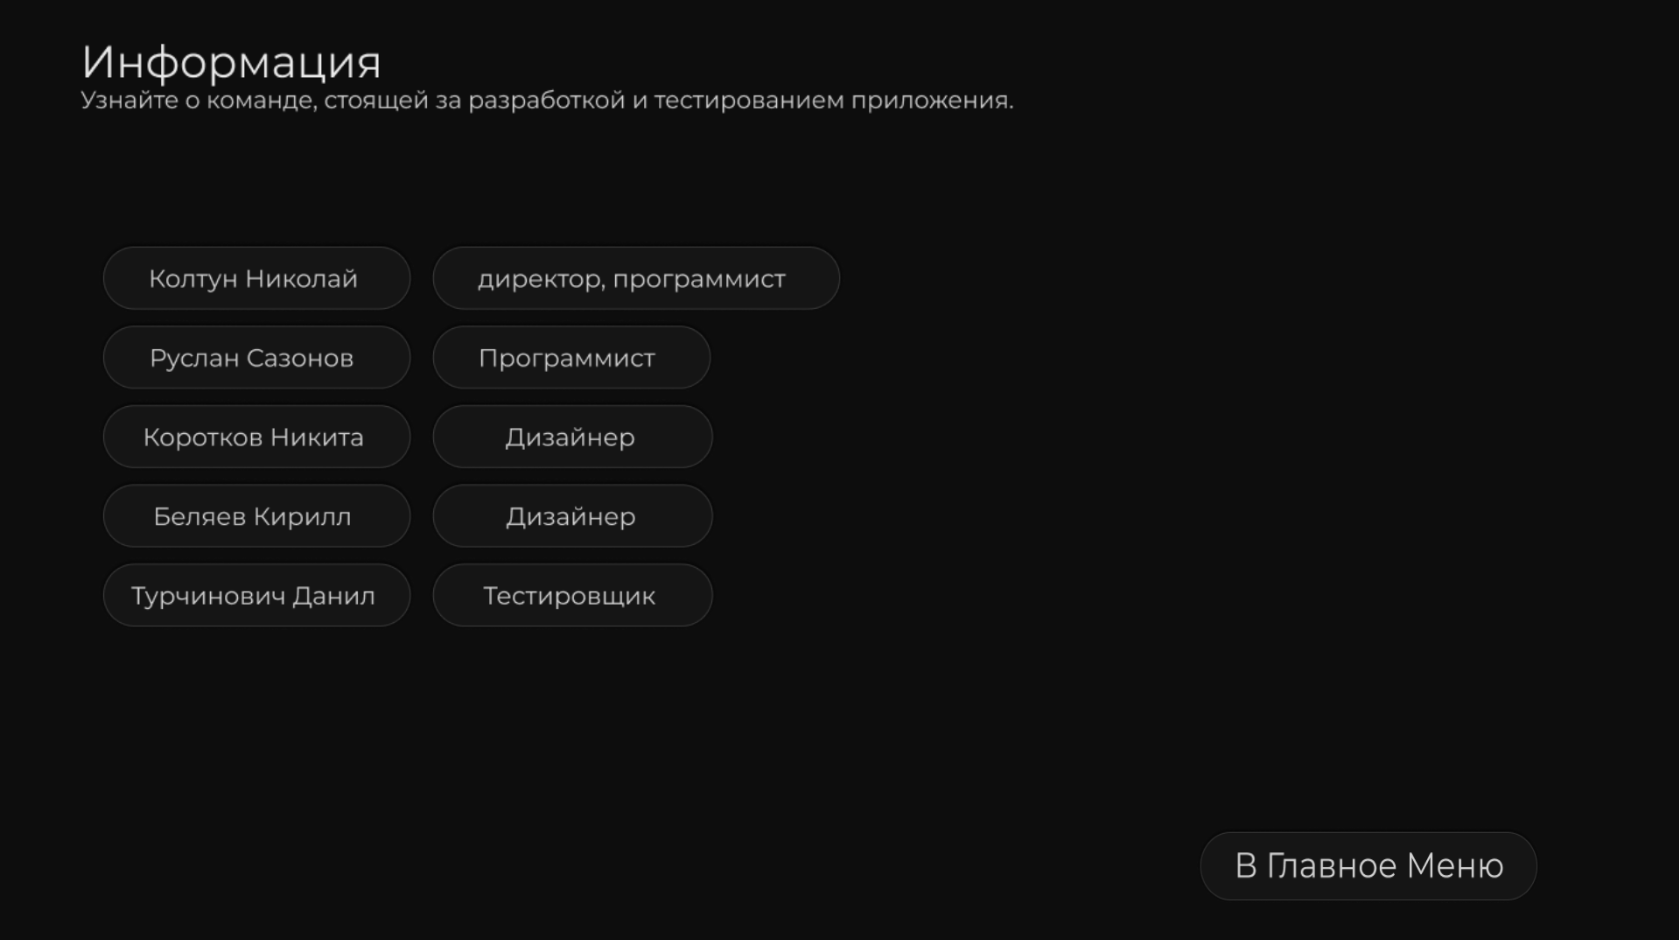 Информация
Узнайте о команде, стоящей за разработкой и тестированием приложения.
Колтун Николай директор, программист
Руслан Сазонов Программист
Коротков Никита Дизайнер
Беляев Кирилл Дизайнер
Турчинович Данил Тестировщик
В Главное Меню